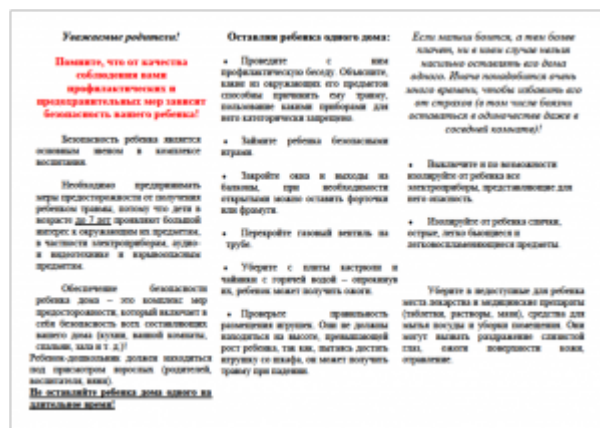 Уважаемые родители!
Помните, что от качества
соблюдения вами
профилактических и
предохранительных мер зависит
безопасность вашего ребенка!
Безопасность ребенка является
основным звеном в комплексе
воспитания.
Необходимо предпринимать
меры предосторожности от получения
ребенком травмы, потому что дети в
возрасте до 7 лет проявляют большой
интерес к окружающим их предметам,
в частности электроприборам, аудио-
и видеотехнике и взрывоопасным
предметам.
Обеспечение безопасности
ребенка дома – это комплекс мер
предосторожности, который включает в
себя безопасность всех составляющих
вашего дома (кухни, ванной комнаты,
спальни, зала и т. д.)!
Ребенок-дошкольник должен находиться
под присмотром взрослых (родителей,
воспитателя, няни).
Не оставляйте ребенка дома одного на
длительное время!
Оставляя ребенка одного дома:
• Проведите с ним
профилактическую беседу. Объясните,
какие из окружающих его предметов
способны причинить ему травму,
пользование какими приборами для
него категорически запрещено.
• Займите ребенка безопасными
играми.
• Закройте окна и выходы на
балконы, при необходимости
открытыми можно оставить форточки
или фрамуги.
• Перекройте газовый вентиль на
трубе.
• Уберите с плиты кастрюли и
чайники с горячей водой – опрокинув
их, ребенок может получить ожоги.
• Проверьте правильность
размещения игрушек. Они не должны
находиться на высоте, превышающей
рост ребенка, так как, пытаясь достать
игрушку со шкафа, он может получить
травму при падении.
Если малыш боится, а тем более
плачет, ни в коем случае нельзя
насильно оставлять его дома
одного. Иначе понадобится очень
много времени, чтобы избавить его
от страхов (в том числе боязни
оставаться в одиночестве даже в
соседней комнате)!
• Выключите и по возможности
изолируйте от ребенка все
электроприборы, представляющие для
него опасность.
• Изолируйте от ребенка спички,
острые, легко бьющиеся и
легковоспламеняющиеся предметы.
Уберите в недоступные для ребенка
места лекарства и медицинские препараты
(таблетки, растворы, мази), средства для
мытья посуды и уборки помещения. Они
могут вызвать раздражение слизистой
глаз, ожоги поверхности кожи,
отравление.